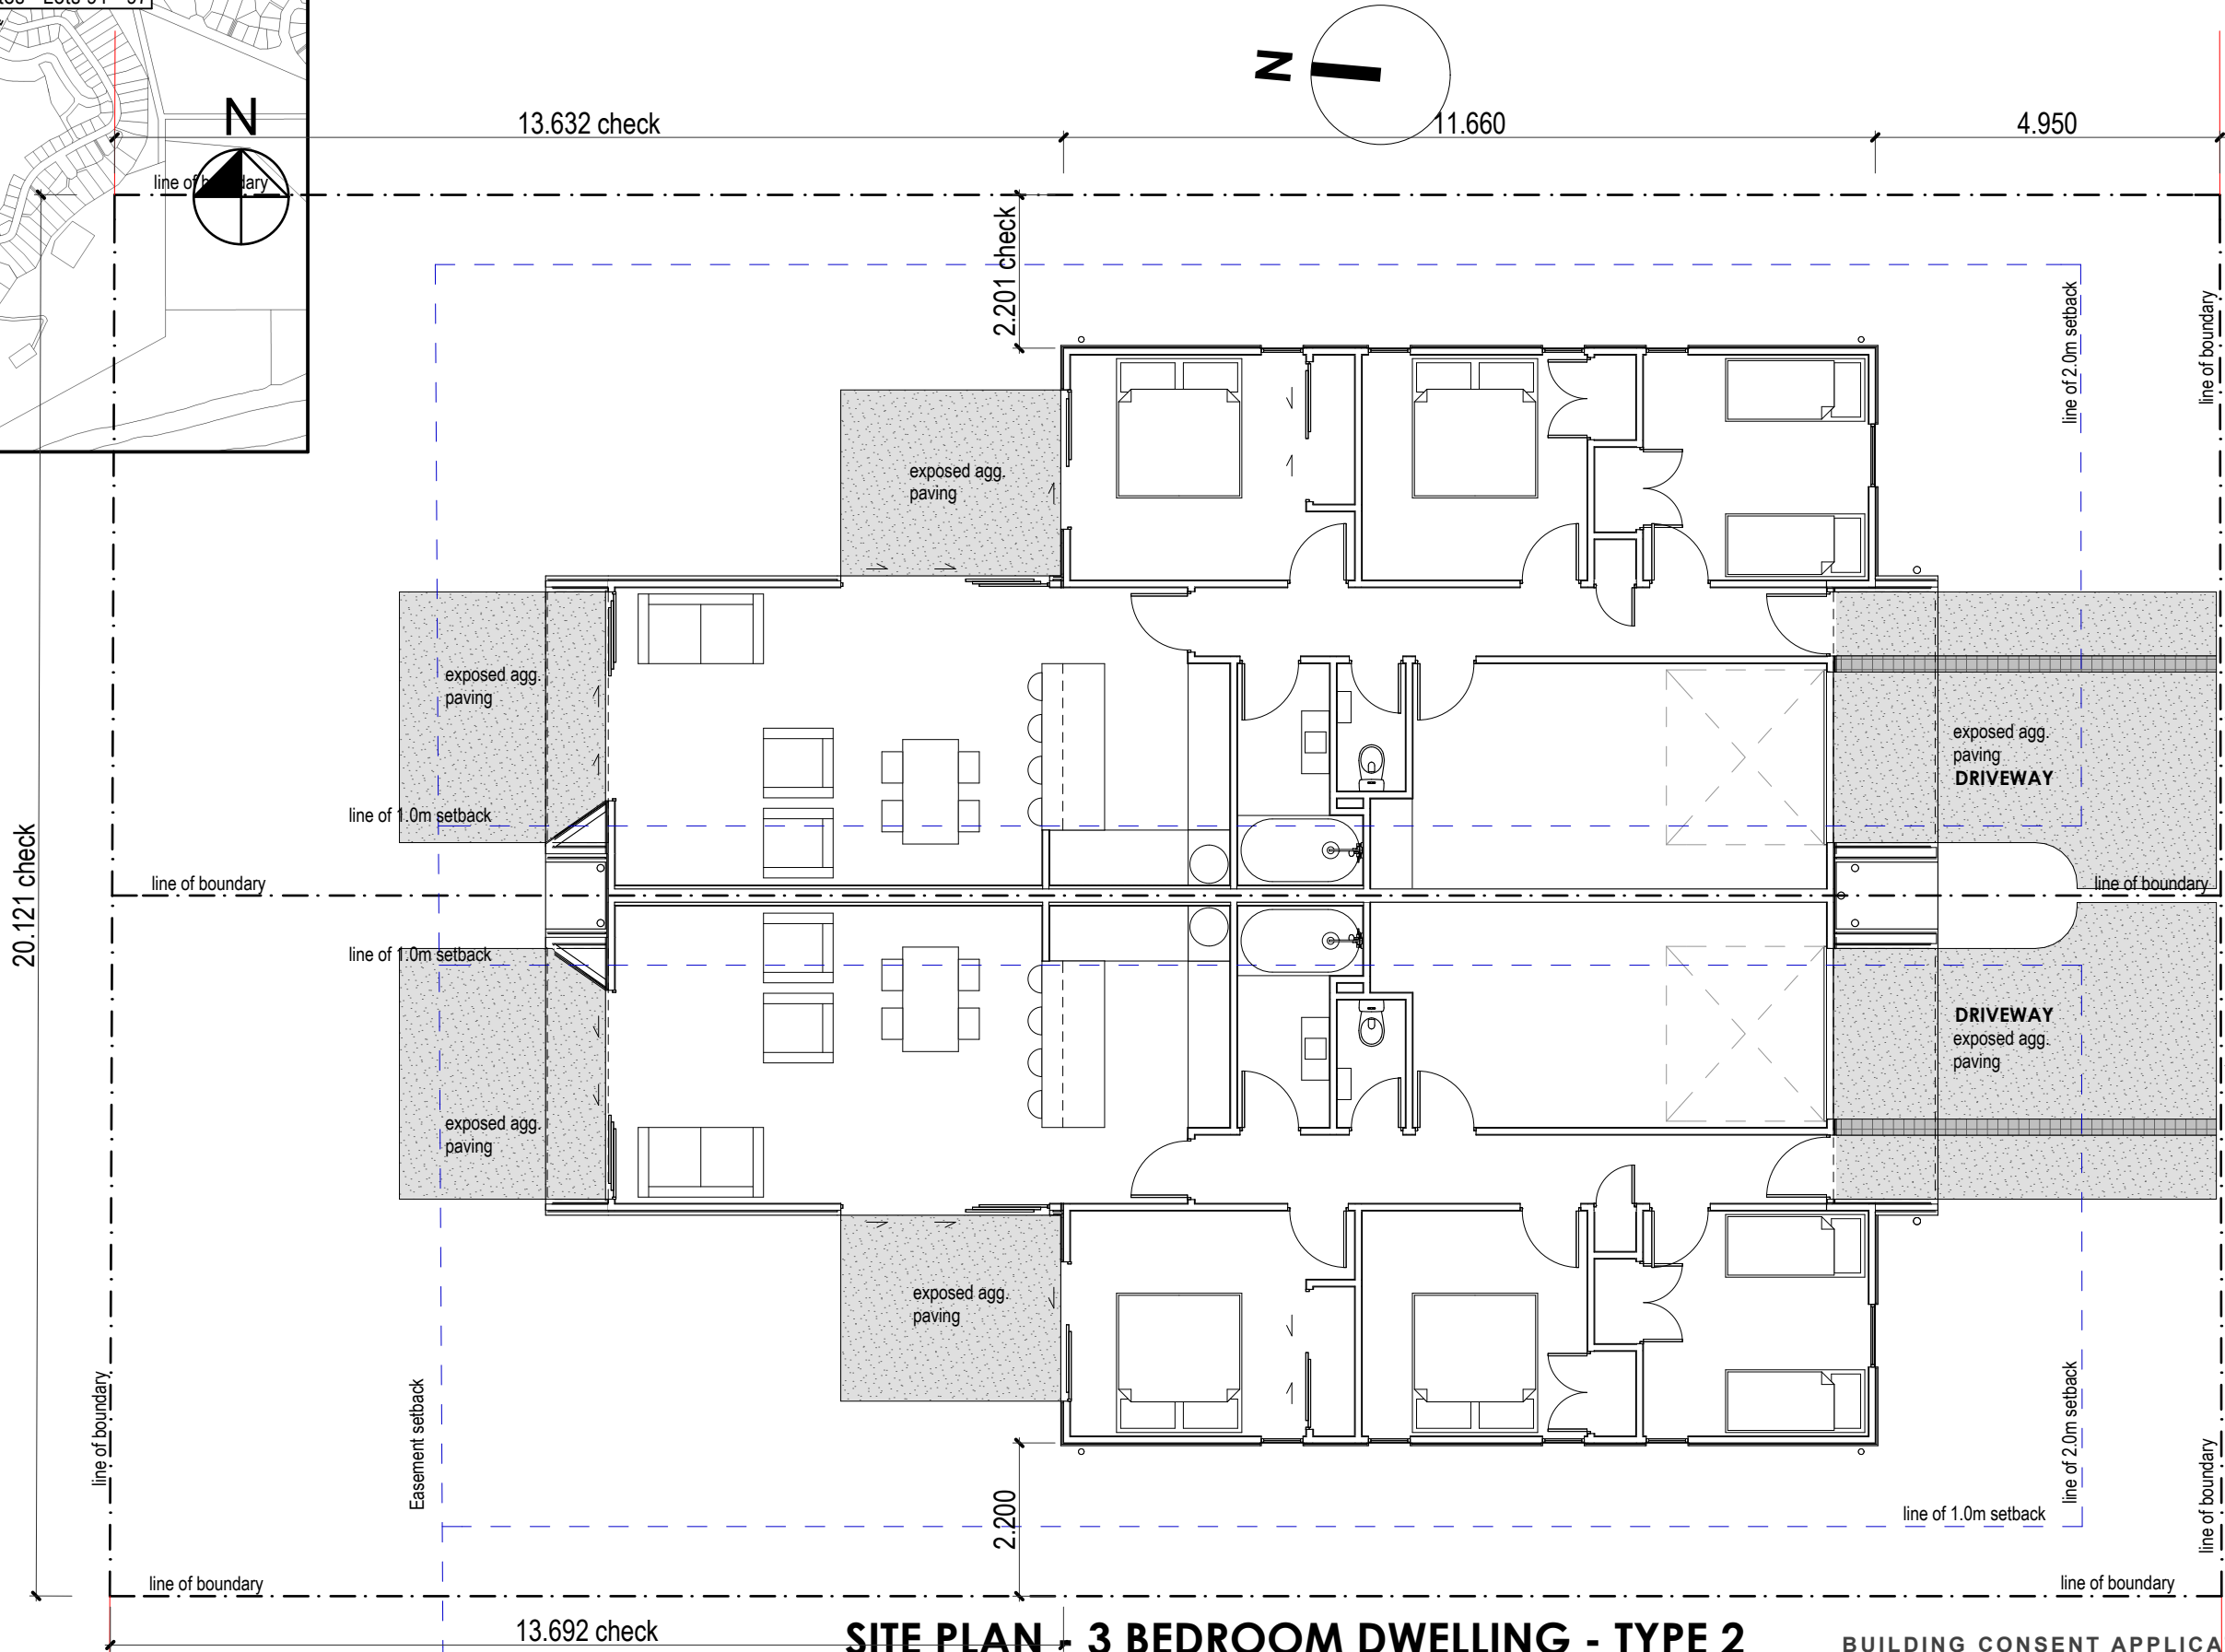 N
N
13.632 check
11.660
4.950
line of boundary
2.201 check
line of 2.0m setback
line of boundary
exposed agg.
paving
exposed agg.
paving
exposed agg.
paving
DRIVEWAY
line of 1.0m setback
20.121 check
line of boundary
line of boundary
line of 1.0m setback
DRIVEWAY
exposed agg.
paving
exposed agg.
paving
exposed agg.
paving
line of boundary
Easement setback
2.200
line of 2.0m setback
line of boundary
line of 1.0m setback
line of boundary
line of boundary
13.692 check
SITE PLAN - 3 BEDROOM DWELLING - TYPE 2
BUILDING CONSENT APPLICA